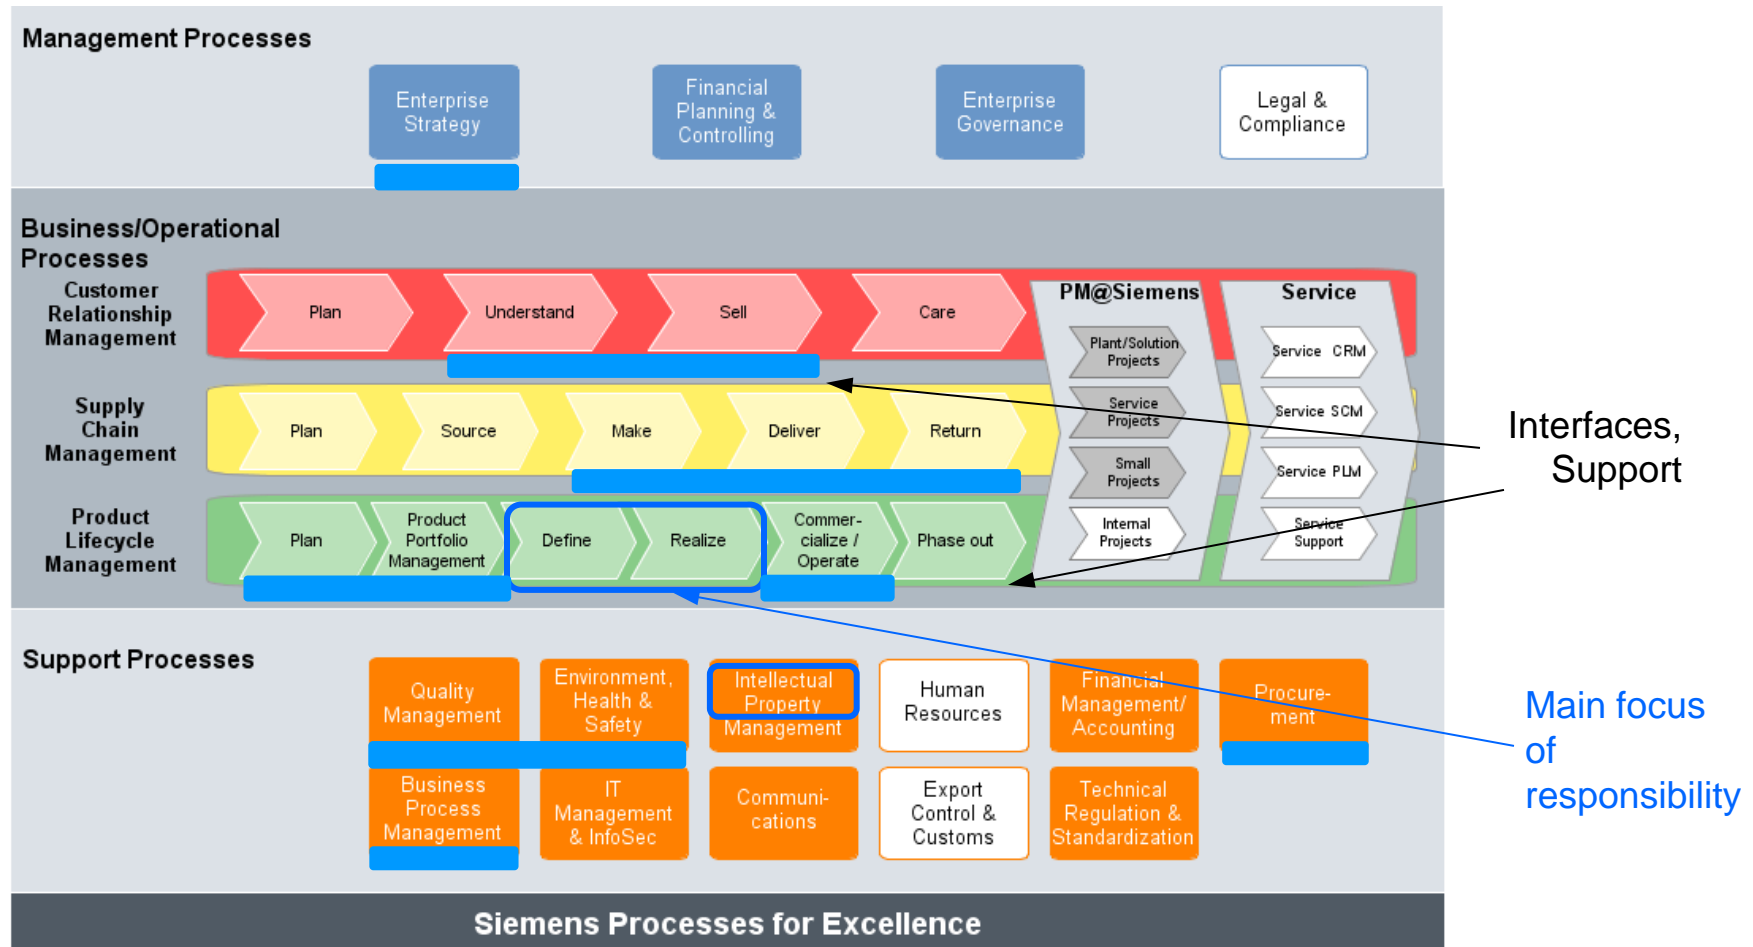 Management Processes
Enterprise
Strategy
Financial
Planning &
Controlling
Enterprise
Governance
Legal &
Compliance
Business/Operational
Processes
Customer
Relationship
Management
Plan
Understand
Sell
Care
PM@Siemens
Plant/Solution
Projects
Service
Projects
Small
Projects
Internal
Projects
Service
Service CRM
Service SCM
Service PLM
Service
Support
Supply
Chain
Management
Plan
Source
Make
Deliver
Return
Product
Lifecycle
Management
Plan
Product
Portfolio
Management
Define
Realize
Commer-
cialize /
Operate
Phase out
Interfaces,
Support
Support Processes
Quality
Management
Environment,
Health &
Safety
Intellectual
Property
Management
Human
Resources
Financial
Management/
Accounting
Procure-
ment
Business
Process
Management
IT
Management
& InfoSec
Communi-
cations
Export
Control &
Customs
Technical
Regulation &
Standardization
Main focus
of
responsibility
Siemens Processes for Excellence